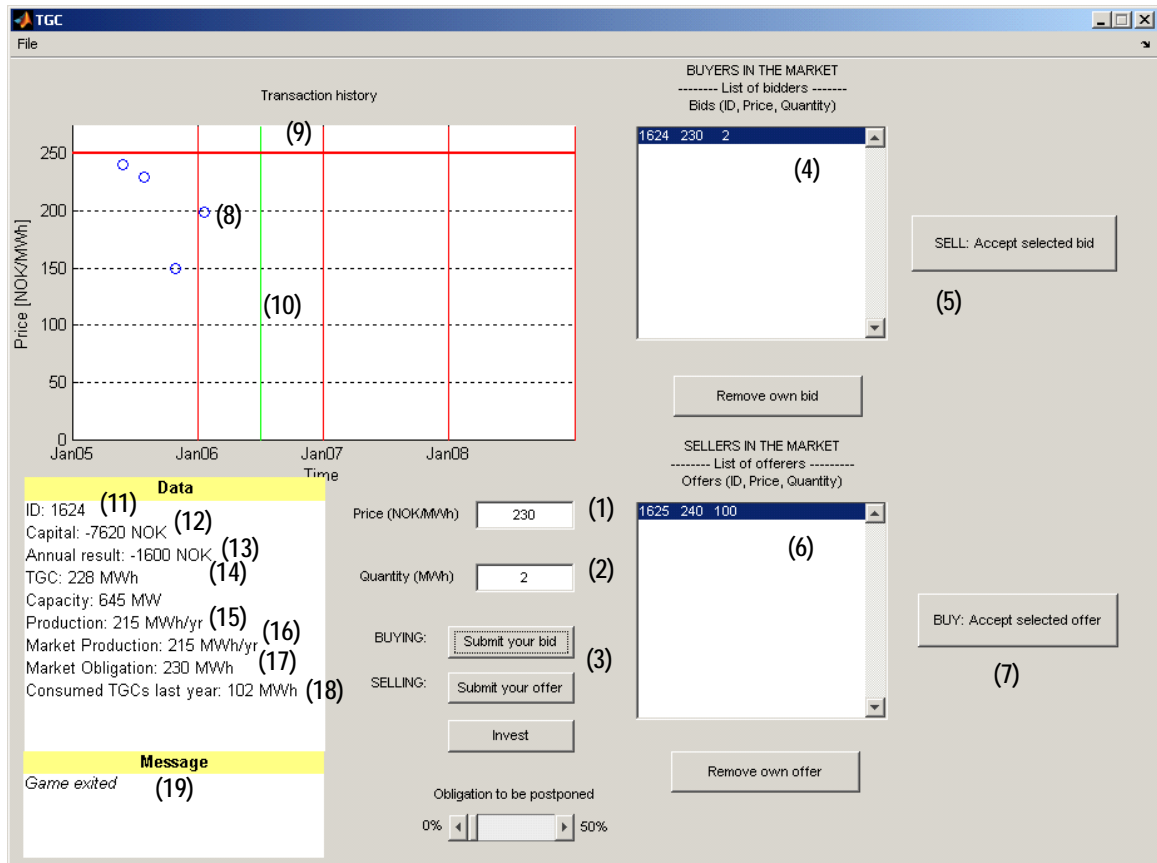 TGC
File
Transaction history
(9)
250
200
150
100
50
0
Price [NOK/MWh]
(8)
(10)
Jan05 Jan06 Jan07 Jan08
Time
BUYERS IN THE MARKET
-------- List of bidders -------
Bids (ID, Price, Quantity)
1624 230 2
(4)
SELL: Accept selected bid
(5)
Remove own bid
SELLERS IN THE MARKET
-------- List of offerers ---------
Offers (ID, Price, Quantity)
1625 240 100
(6)
BUY: Accept selected offer
(7)
Remove own offer
Data
ID: 1624 (11)
Capital: -7620 NOK (12)
Annual result: -1600 NOK (13)
TGC: 228 MWh (14)
Capacity: 645 MW
Production: 215 MWh/yr (15)
Market Production: 215 MWh/yr (16)
Market Obligation: 230 MWh (17)
Consumed TGCs last year: 102 MWh (18)
Message
Game exited (19)
Price (NOK/MWh) 230 (1)
Quantity (MWh) 2 (2)
BUYING: Submit your bid
(3)
SELLING: Submit your offer
Invest
Obligation to be postponed
0% 50%